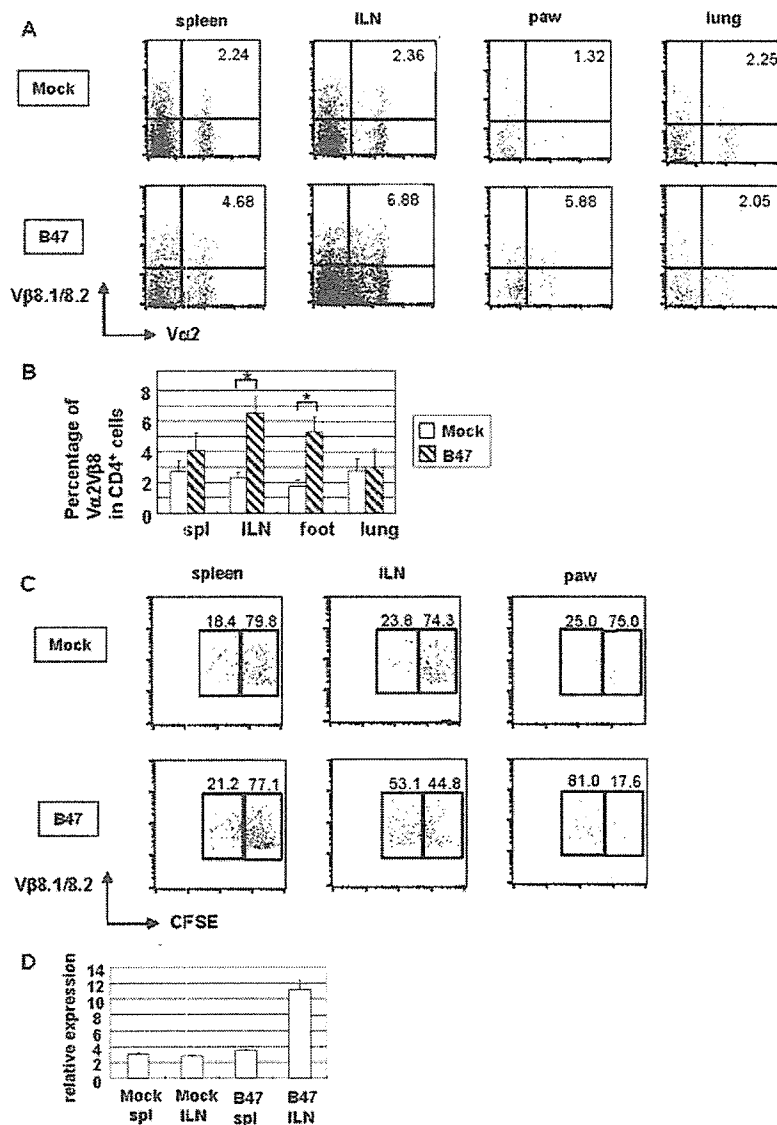 A
spleen ILN paw lung
Mock
2.24 2.36 1.32 2.25
B47
4.68 6.88 5.88 2.05
Vβ8.1/8.2
Vα2
B
Percentage of
Vα2Vβ8
in CD4+ cells
8
6
4
2
0
* *
spl ILN foot lung
Mock
B47
C
spleen ILN paw
Mock
18.4 79.8 23.8 74.3 25.0 75.0
B47
21.2 77.1 53.1 44.8 81.0 17.6
Vβ8.1/8.2
CFSE
D
relative expression
14
12
10
8
6
4
2
0
Mock Mock B47 B47
spl ILN spl ILN